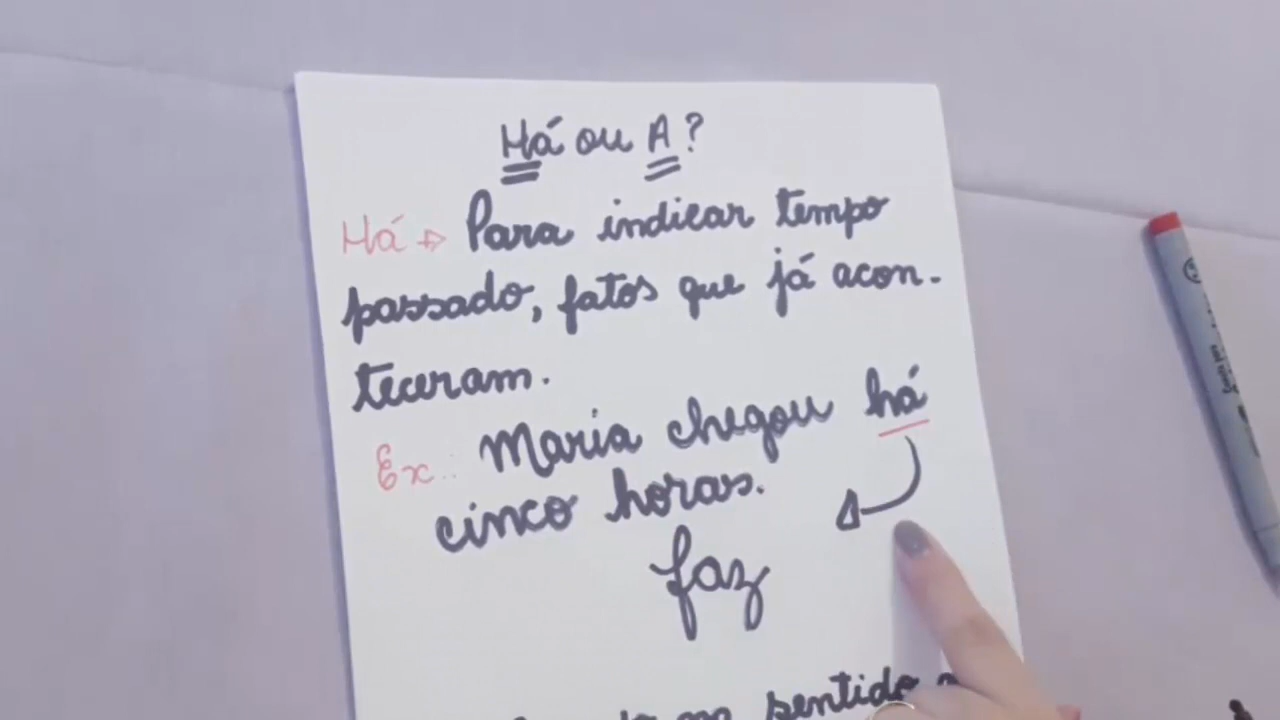 Há ou A?
Há → Para indicar tempo
passado, fatos que já acon-
teceram.
Ex.: Maria chegou há
cinco horas.
faz
sentido